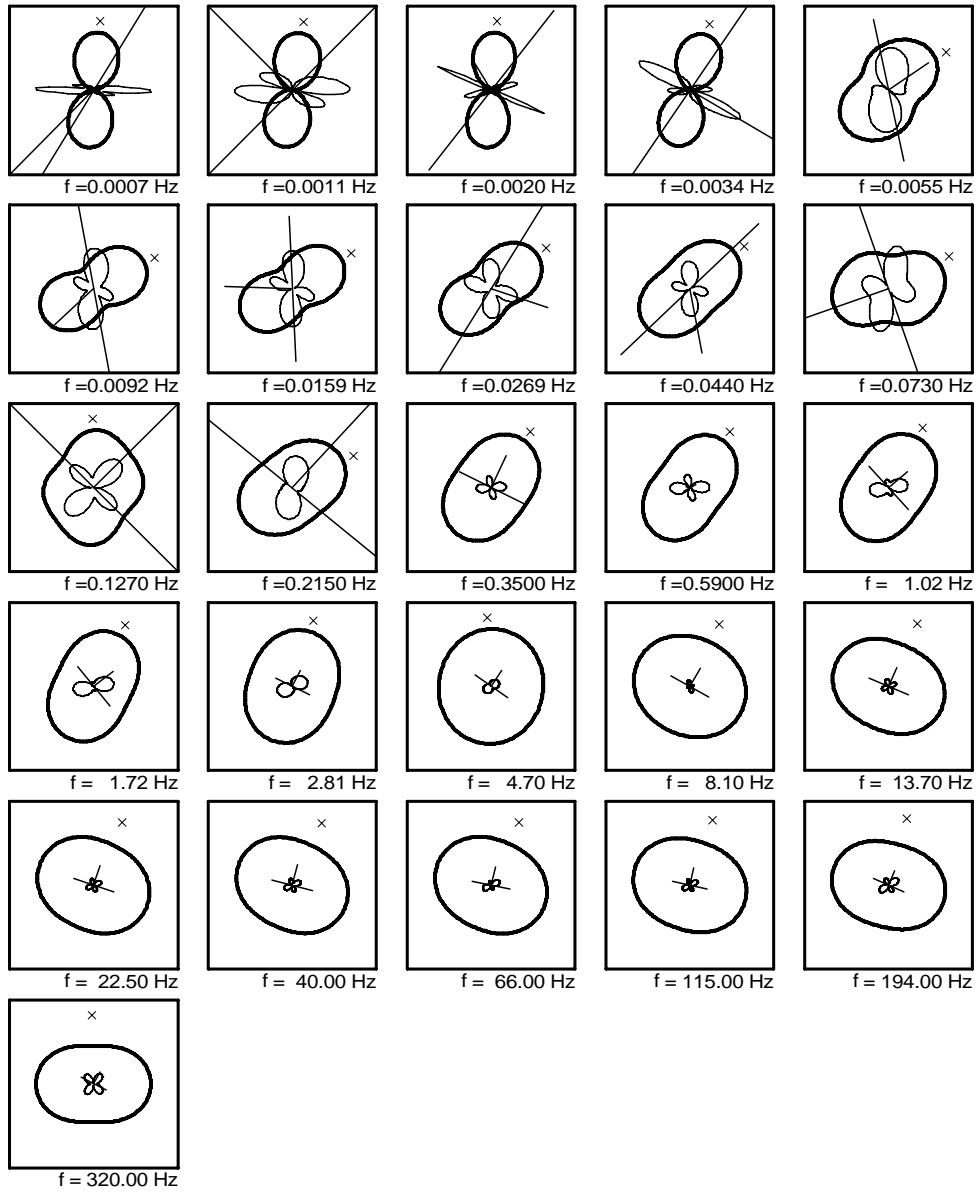 f =0.0007 Hz f =0.0011 Hz f =0.0020 Hz f =0.0034 Hz f =0.0055 Hz
f =0.0092 Hz f =0.0159 Hz f =0.0269 Hz f =0.0440 Hz f =0.0730 Hz
f =0.1270 Hz f =0.2150 Hz f =0.3500 Hz f =0.5900 Hz f = 1.02 Hz
f = 1.72 Hz f = 2.81 Hz f = 4.70 Hz f = 8.10 Hz f = 13.70 Hz
f = 22.50 Hz f = 40.00 Hz f = 66.00 Hz f = 115.00 Hz f = 194.00 Hz
f = 320.00 Hz